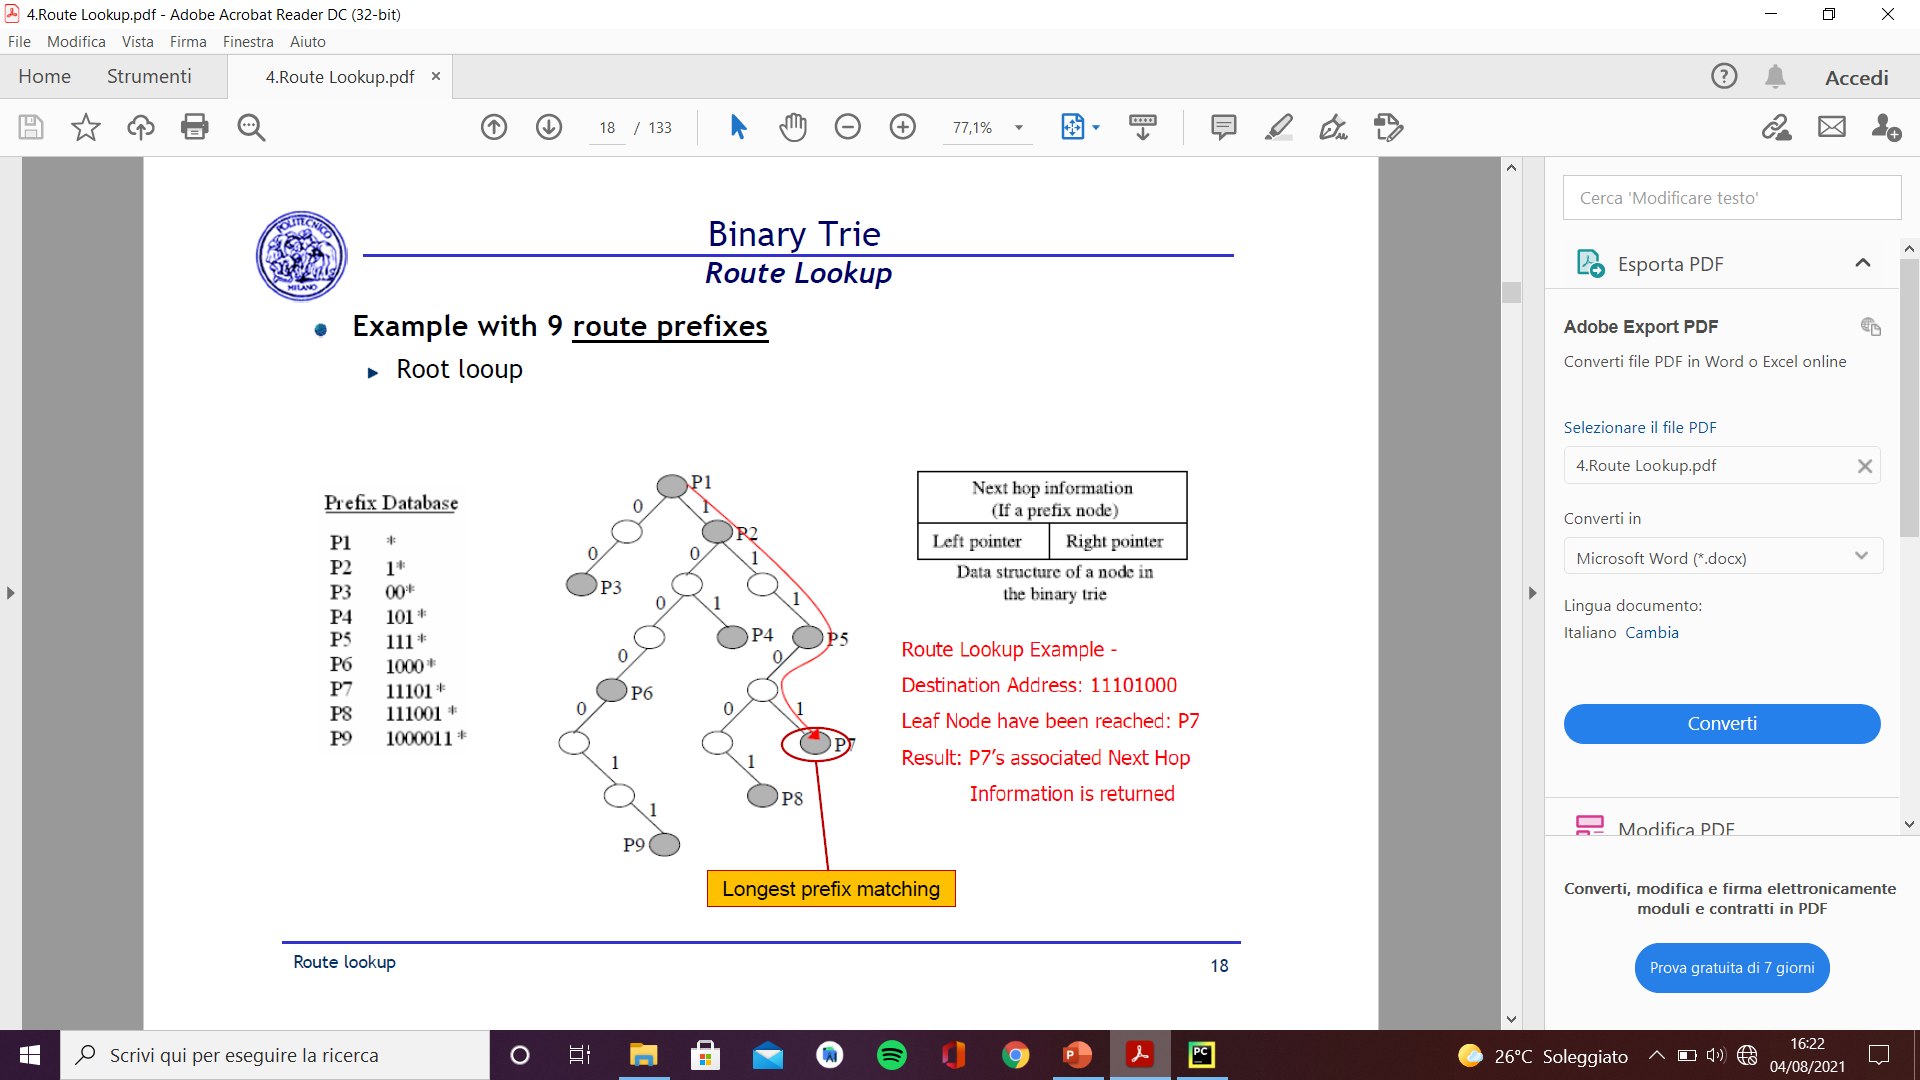 4.Route Lookup.pdf - Adobe Acrobat Reader DC (32-bit)
File Modifica Vista Firma Finestra Aiuto
Home Strumenti 4.Route Lookup.pdf × Accedi
18 / 133 77,1%
POLITECNICO
MILANO
Binary Trie
Route Lookup
Example with 9 route prefixes
Root looup
Prefix Database
P1 *
P2 1*
P3 00*
P4 101*
P5 111*
P6 1000*
P7 11101*
P8 111001*
P9 1000011*
P1
0 1
P2
0 0 1
P3
0 1 1
P4 P5
0 0
P6
0 0 1
P7
1 1
P8
1
P9
Next hop information
(If a prefix node)
Left pointer Right pointer
Data structure of a node in
the binary trie
Route Lookup Example -
Destination Address: 11101000
Leaf Node have been reached: P7
Result: P7’s associated Next Hop
Information is returned
Longest prefix matching
Route lookup 18
Cerca 'Modificare testo'
Esporta PDF
Adobe Export PDF
Converti file PDF in Word o Excel online
Selezionare il file PDF
4.Route Lookup.pdf
Converti in
Microsoft Word (*.docx)
Lingua documento:
Italiano Cambia
Converti
Modifica PDF
Converti, modifica e firma elettronicamente
moduli e contratti in PDF
Prova gratuita di 7 giorni
Scrivi qui per eseguire la ricerca
26°C Soleggiato
16:22
04/08/2021